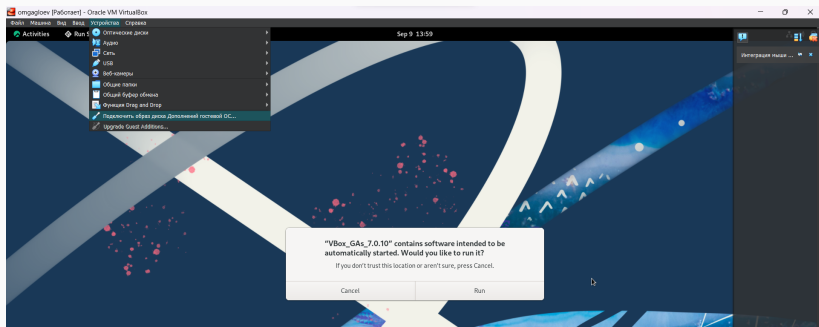 omgagloev [Работает] - Oracle VM VirtualBox
Файл Машина Вид Ввод Устройства Справка
Activities
Run S
Sep 9 13:59
Оптические диски
Аудио
Сеть
USB
Веб-камеры
Общие папки
Общий буфер обмена
Функция Drag and Drop
Подключить образ диска Дополнений гостевой ОС...
Upgrade Guest Additions...
Интеграция мыши ...
"VBox_GAs_7.0.10" contains software intended to be
automatically started. Would you like to run it?
If you don't trust this location or aren't sure, press Cancel.
Cancel
Run